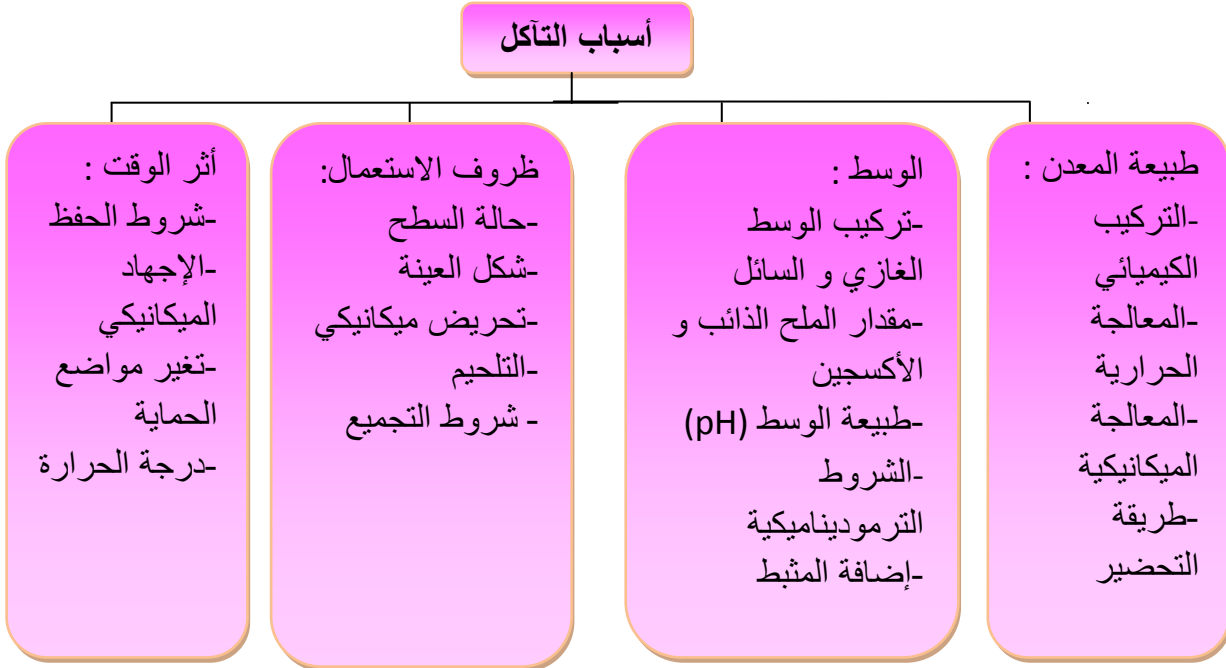 أسباب التآكل
طبيعة المعدن :
-التركيب
الكيميائي
-المعالجة
الحرارية
-المعالجة
الميكانيكية
-طريقة
التحضير
الوسط :
-تركيب الوسط
الغازي و السائل
-مقدار الملح الذائب و
الأكسجين
-طبيعة الوسط (pH)
-الشروط
الترموديناميكية
-إضافة المثبط
ظروف الاستعمال:
-حالة السطح
-شكل العينة
-تحريض ميكانيكي
-التلحيم
- شروط التجميع
أثر الوقت :
-شروط الحفظ
-الإجهاد
الميكانيكي
-تغير مواضع
الحماية
-درجة الحرارة